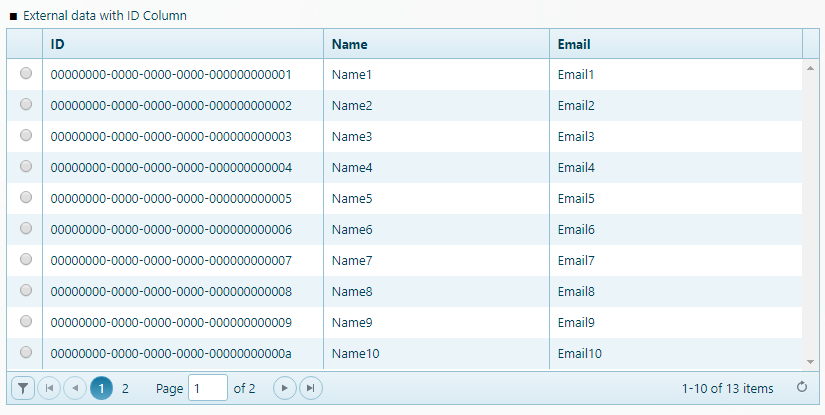 External data with ID Column
ID Name Email
00000000-0000-0000-0000-000000000001 Name1 Email1
00000000-0000-0000-0000-000000000002 Name2 Email2
00000000-0000-0000-0000-000000000003 Name3 Email3
00000000-0000-0000-0000-000000000004 Name4 Email4
00000000-0000-0000-0000-000000000005 Name5 Email5
00000000-0000-0000-0000-000000000006 Name6 Email6
00000000-0000-0000-0000-000000000007 Name7 Email7
00000000-0000-0000-0000-000000000008 Name8 Email8
00000000-0000-0000-0000-000000000009 Name9 Email9
00000000-0000-0000-0000-00000000000a Name10 Email10
1 2 Page 1 of 2 1-10 of 13 items